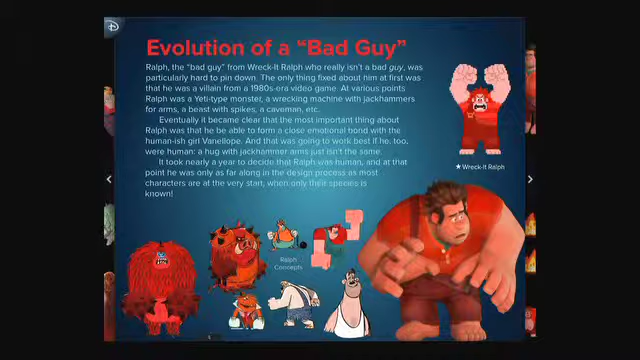 Evolution of a “Bad Guy”
Ralph, the “bad guy” from Wreck-It Ralph who really isn’t a bad guy, was
particularly hard to pin down. The only thing fixed about him at first was
that he was a villain from a 1980s-era video game. At various points
Ralph was a Yeti-type monster, a wrecking machine with jackhammers
for arms, a beast with spikes, a caveman, etc.
Eventually it became clear that the most important thing about
Ralph was that he be able to form a close emotional bond with the
human-ish girl Vanellope. And that was going to work best if he, too,
were human: a hug with jackhammer arms just isn’t the same.
It took nearly a year to decide that Ralph was human, and at that
point he was only as far along in the design process as most
characters are at the very start, when only their species is
known!
★ Wreck-It Ralph
Ralph
Concepts